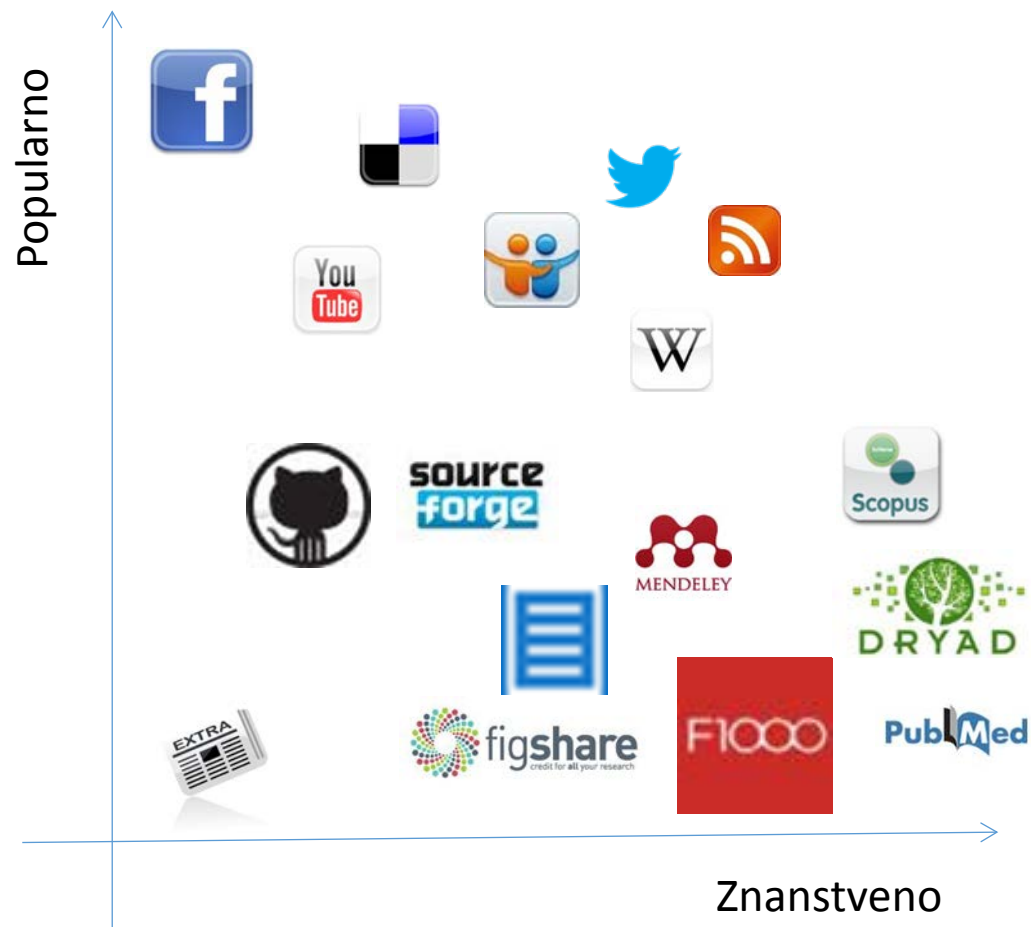 Popularno
f
You
Tube
W
source
forge
Scopus
MENDELEY
DRYAD
EXTRA
figshare
credit for all your research
F1000
PubMed
Znanstveno